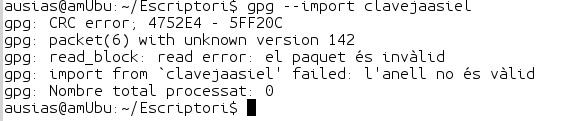 ausias@amUbu:~/Escriptori$ gpg --import clavejaasiel
gpg: CRC error; 4752E4 - 5FF20C
gpg: packet(6) with unknown version 142
gpg: read_block: read error: el paquet és invàlid
gpg: import from `clavejaasiel' failed: l'anell no és vàlid
gpg: Nombre total processat: 0
ausias@amUbu:~/Escriptori$